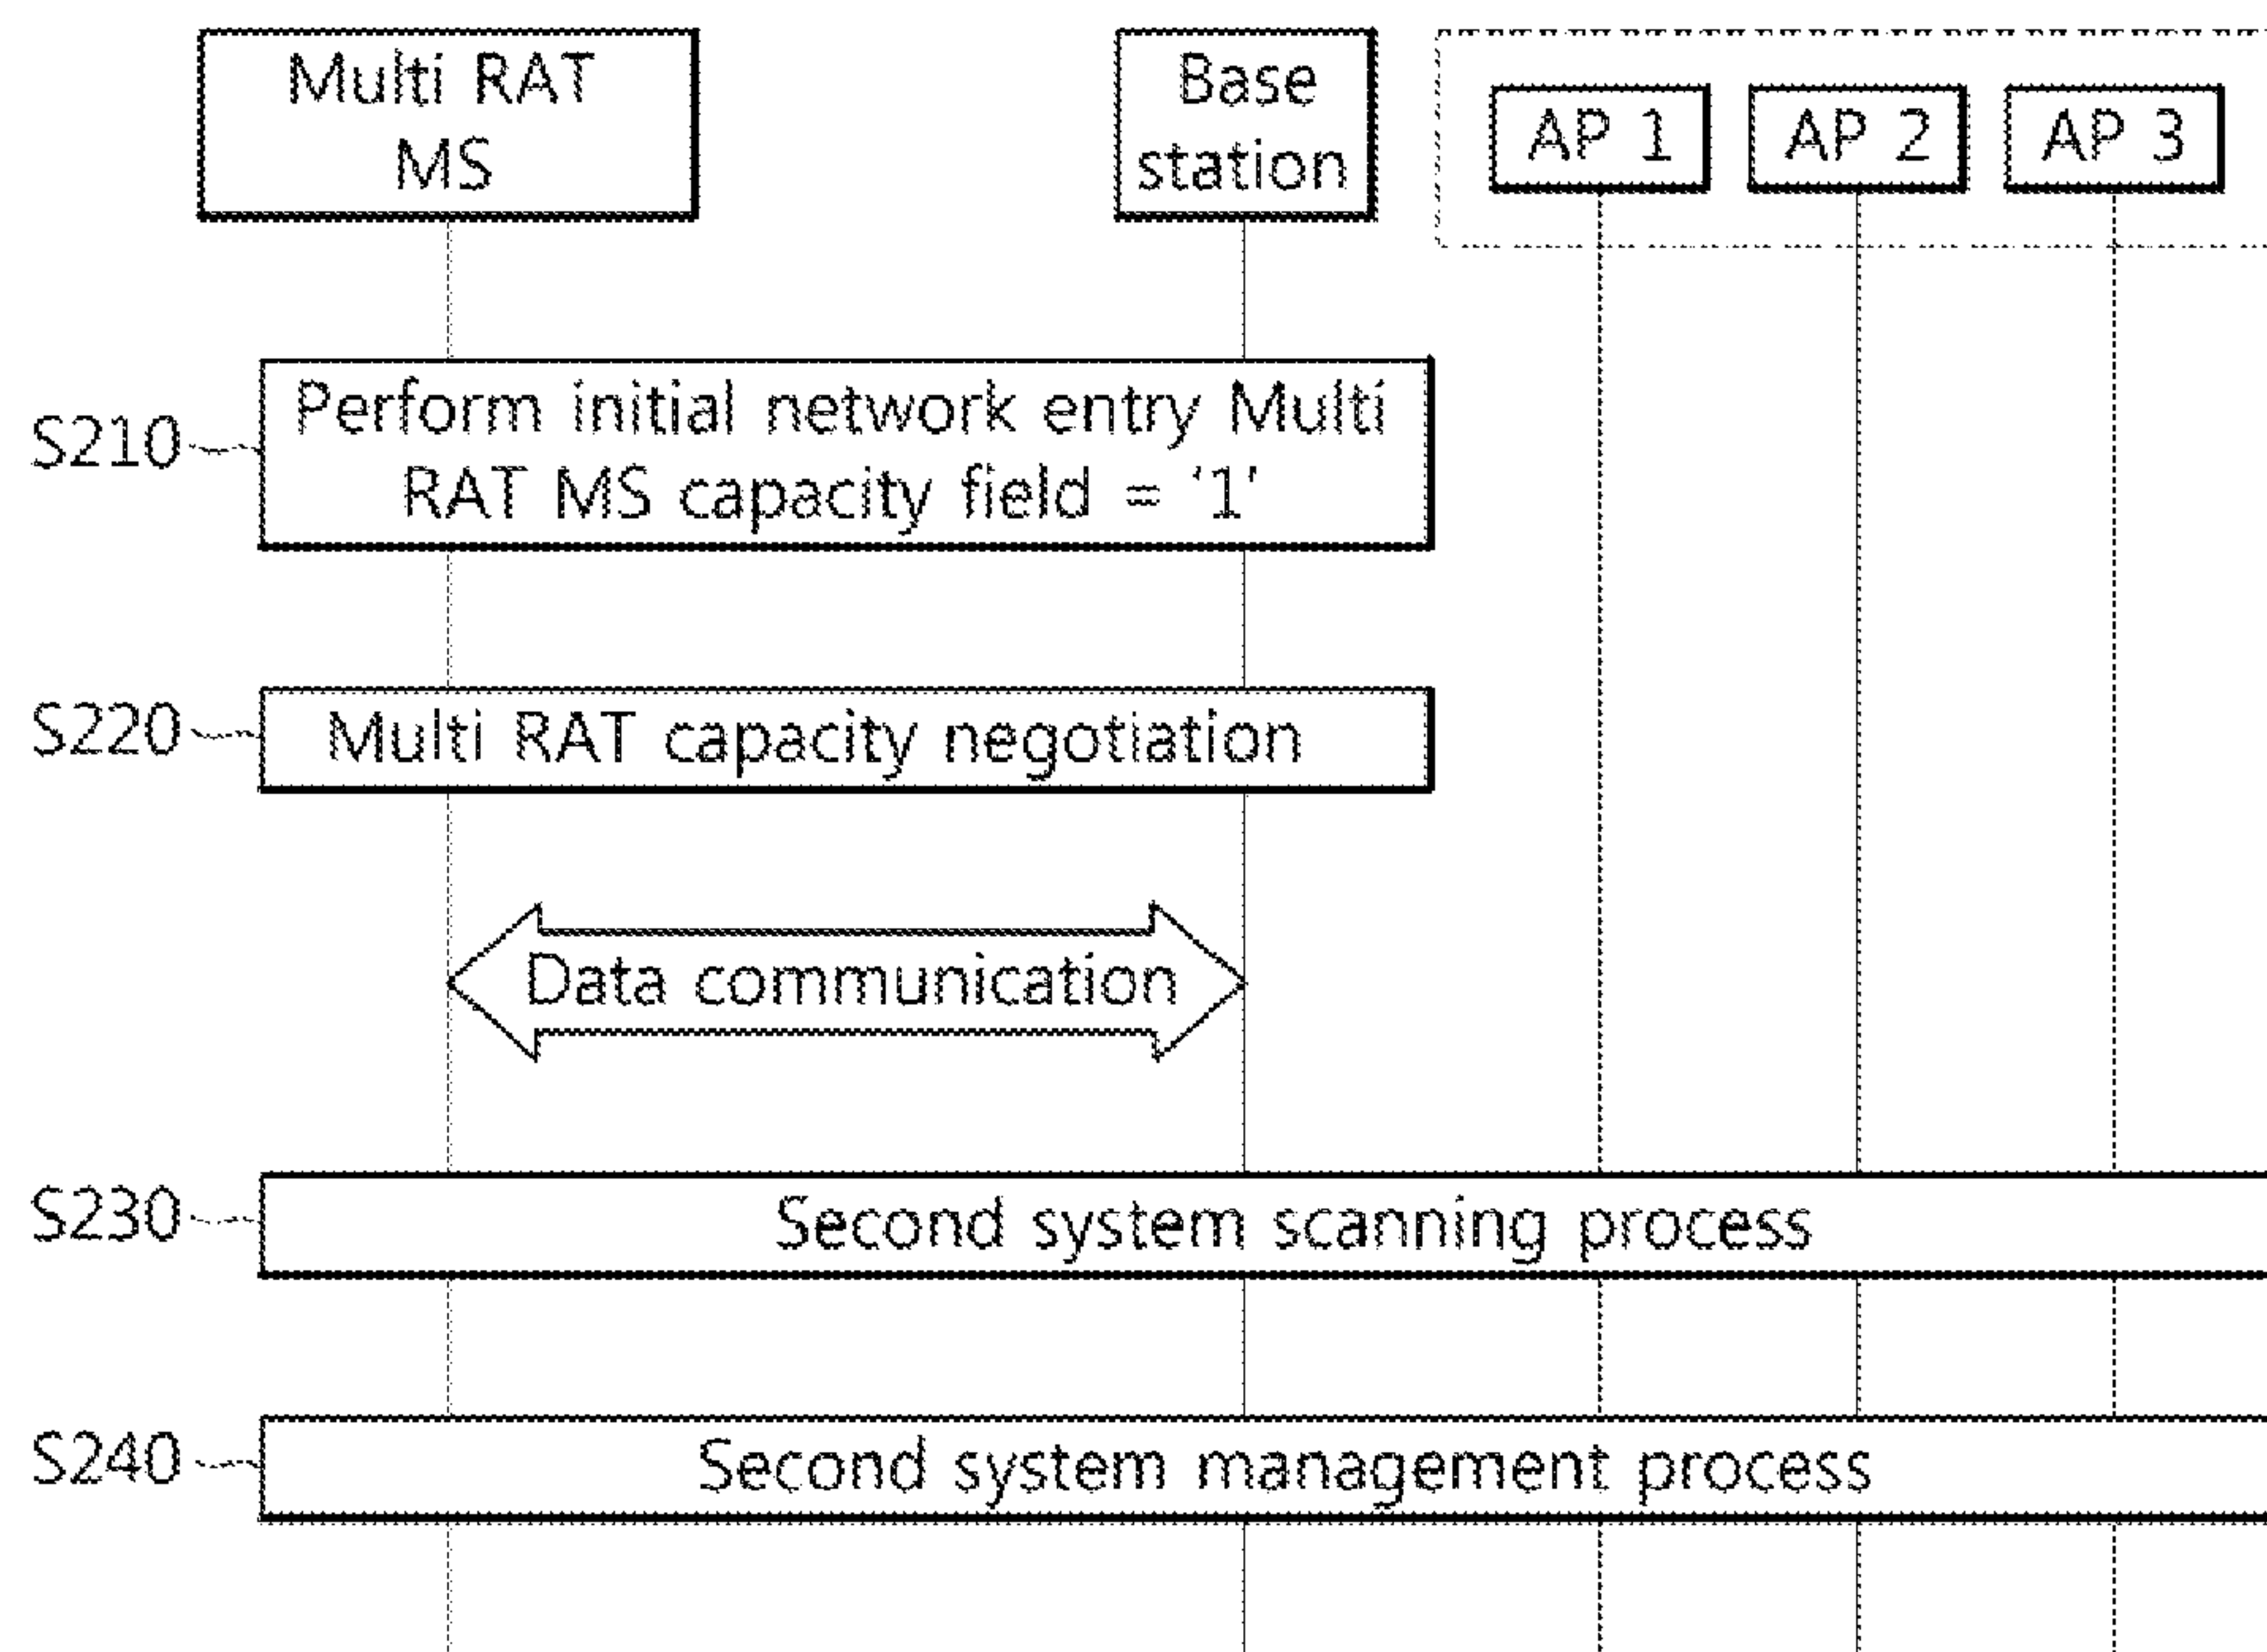 Multi RAT
MS
Base
station
AP 1
AP 2
AP 3
S210
Perform initial network entry Multi
RAT MS capacity field = ‘1’
S220
Multi RAT capacity negotiation
Data communication
S230
Second system scanning process
S240
Second system management process